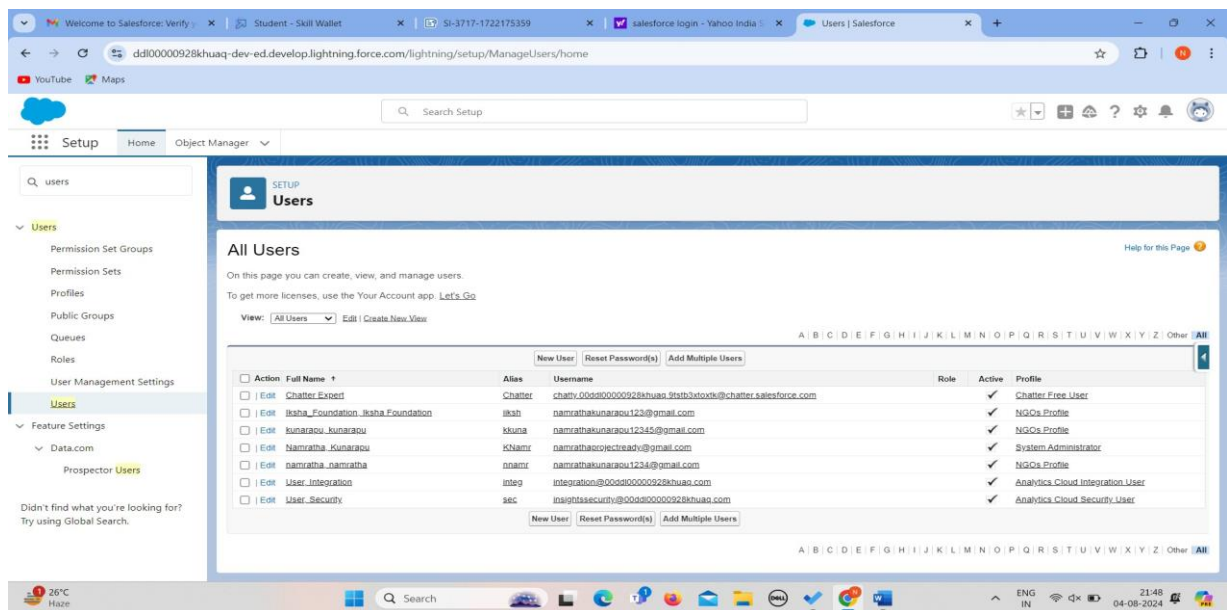 Welcome to Salesforce: Verify y
Student - Skill Wallet
SI-3717-1722175359
salesforce login - Yahoo India S
Users | Salesforce
ddl00000928khuaq-dev-ed.develop.lightning.force.com/lightning/setup/ManageUsers/home
N
YouTube Maps
Search Setup
Setup Home Object Manager
users
SETUP
Users
Users
Permission Set Groups
Permission Sets
Profiles
Public Groups
Queues
Roles
User Management Settings
Users
Feature Settings
Data.com
Prospector Users
Didn't find what you're looking for?
Try using Global Search.
All Users
Help for this Page
On this page you can create, view, and manage users.
To get more licenses, use the Your Account app. Let's Go
View: All Users Edit | Create New View
A | B | C | D | E | F | G | H | I | J | K | L | M | N | O | P | Q | R | S | T | U | V | W | X | Y | Z | Other All
New User Reset Password(s) Add Multiple Users
Action Full Name ↑ Alias Username Role Active Profile
| Edit Chatter Expert Chatter chatty.00ddl00000928khuaq.9tstb3xtoxtk@chatter.salesforce.com Chatter Free User
| Edit Iksha_Foundation, Iksha Foundation iiksh namrathakunarapu123@gmail.com NGOs Profile
| Edit kunarapu, kunarapu kkuna namrathakunarapu12345@gmail.com NGOs Profile
| Edit Namratha, Kunarapu KNamr namrathaprojectready@gmail.com System Administrator
| Edit namratha, namratha nnamr namrathakunarapu1234@gmail.com NGOs Profile
| Edit User, Integration integ integration@00ddl00000928khuaq.com Analytics Cloud Integration User
| Edit User, Security sec insightssecurity@00ddl00000928khuaq.com Analytics Cloud Security User
New User Reset Password(s) Add Multiple Users
A | B | C | D | E | F | G | H | I | J | K | L | M | N | O | P | Q | R | S | T | U | V | W | X | Y | Z | Other All
26°C
Haze
Search
ENG
IN
21:48
04-08-2024